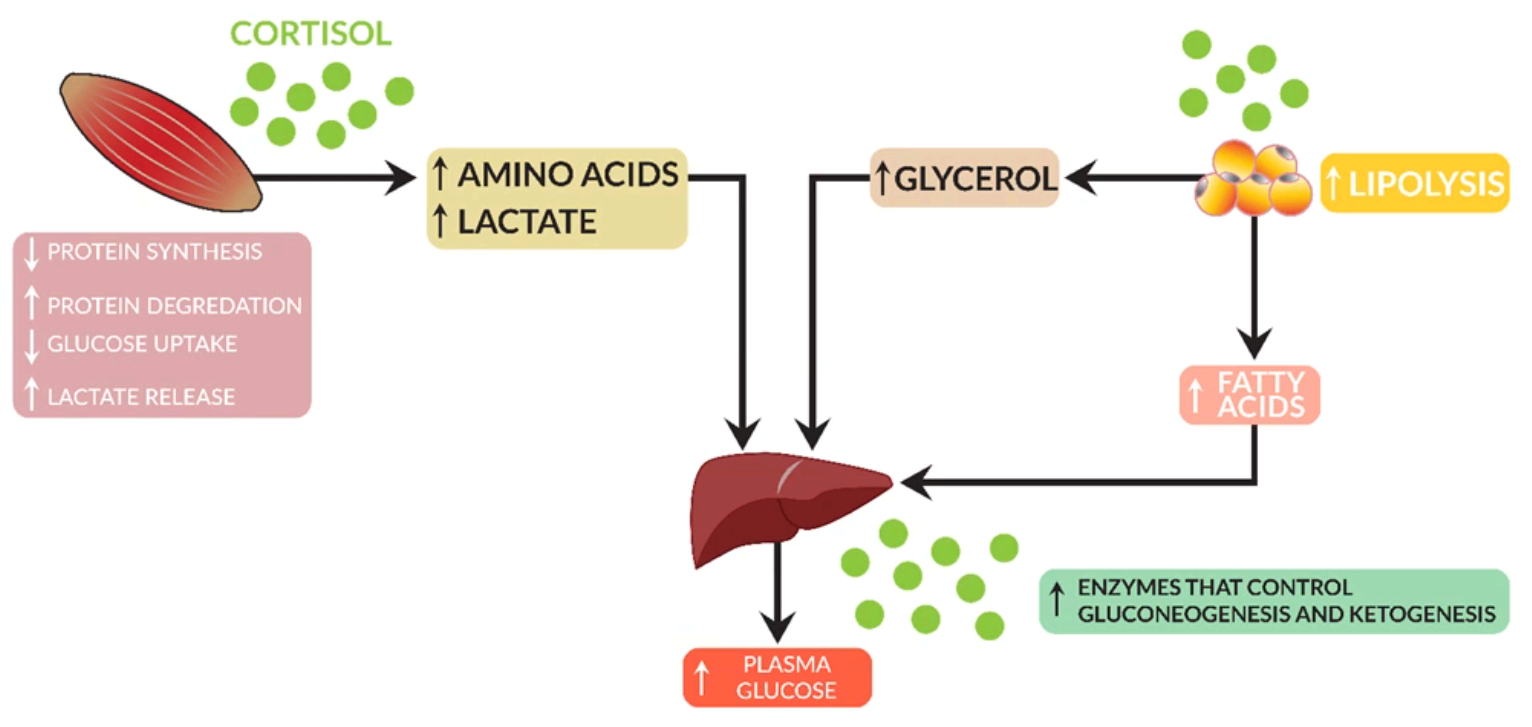 CORTISOL
↑ AMINO ACIDS
↑ LACTATE
↑ GLYCEROL
↑ LIPOLYSIS
↓ PROTEIN SYNTHESIS
↑ PROTEIN DEGREDATION
↓ GLUCOSE UPTAKE
↑ LACTATE RELEASE
↑ FATTY
ACIDS
↑ ENZYMES THAT CONTROL
GLUCONEOGENESIS AND KETOGENESIS
↑ PLASMA
GLUCOSE